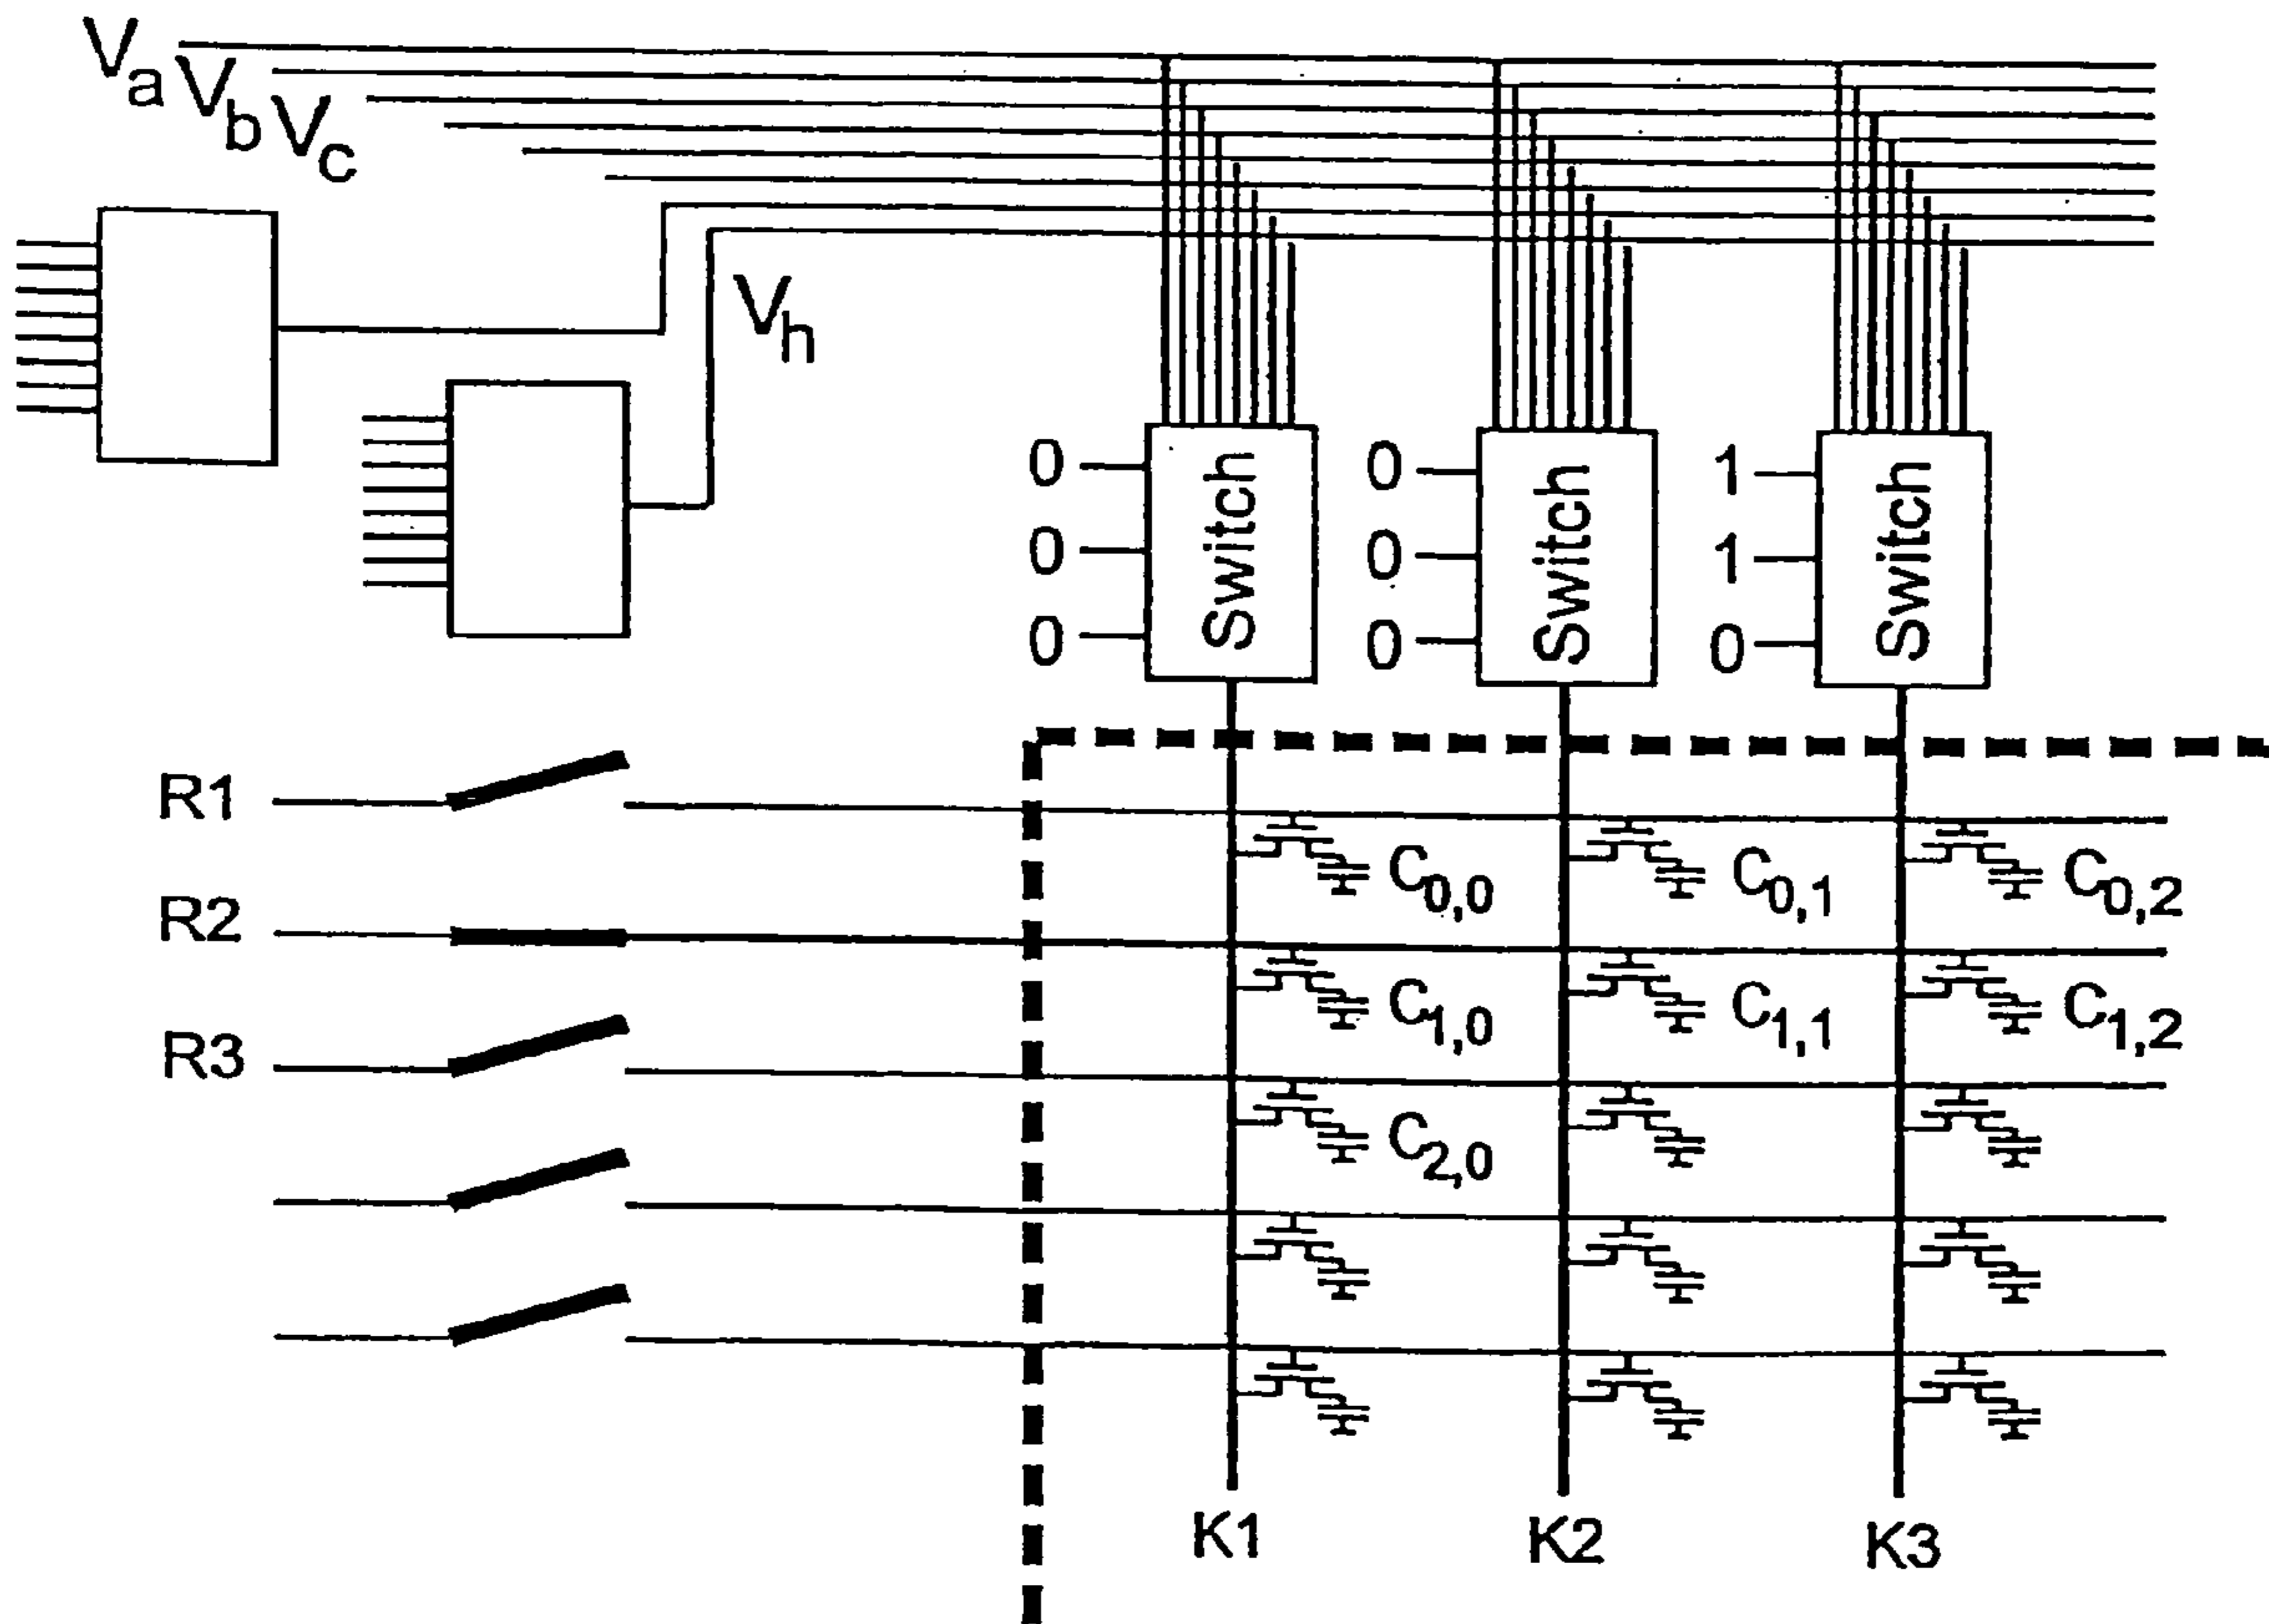 Va Vb Vc
Vh
0 0 0 Switch
0 0 0 Switch
1 1 0 Switch
R1
C0,0 C0,1 C0,2
R2
C1,0 C1,1 C1,2
R3
C2,0
K1 K2 K3